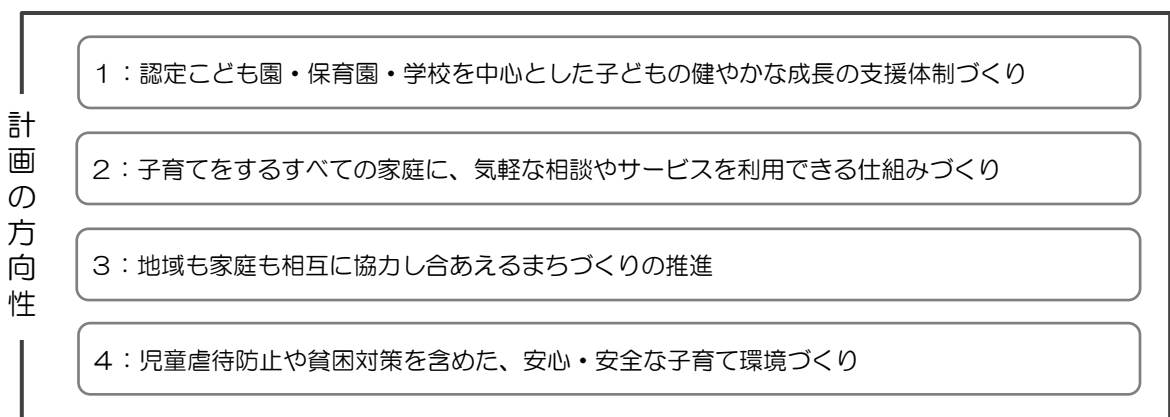 計画の方向性
１：認定こども園・保育園・学校を中心とした子どもの健やかな成長の支援体制づくり
２：子育てをするすべての家庭に、気軽な相談やサービスを利用できる仕組みづくり
３：地域も家庭も相互に協力し合あえるまちづくりの推進
４：児童虐待防止や貧困対策を含めた、安心・安全な子育て環境づくり